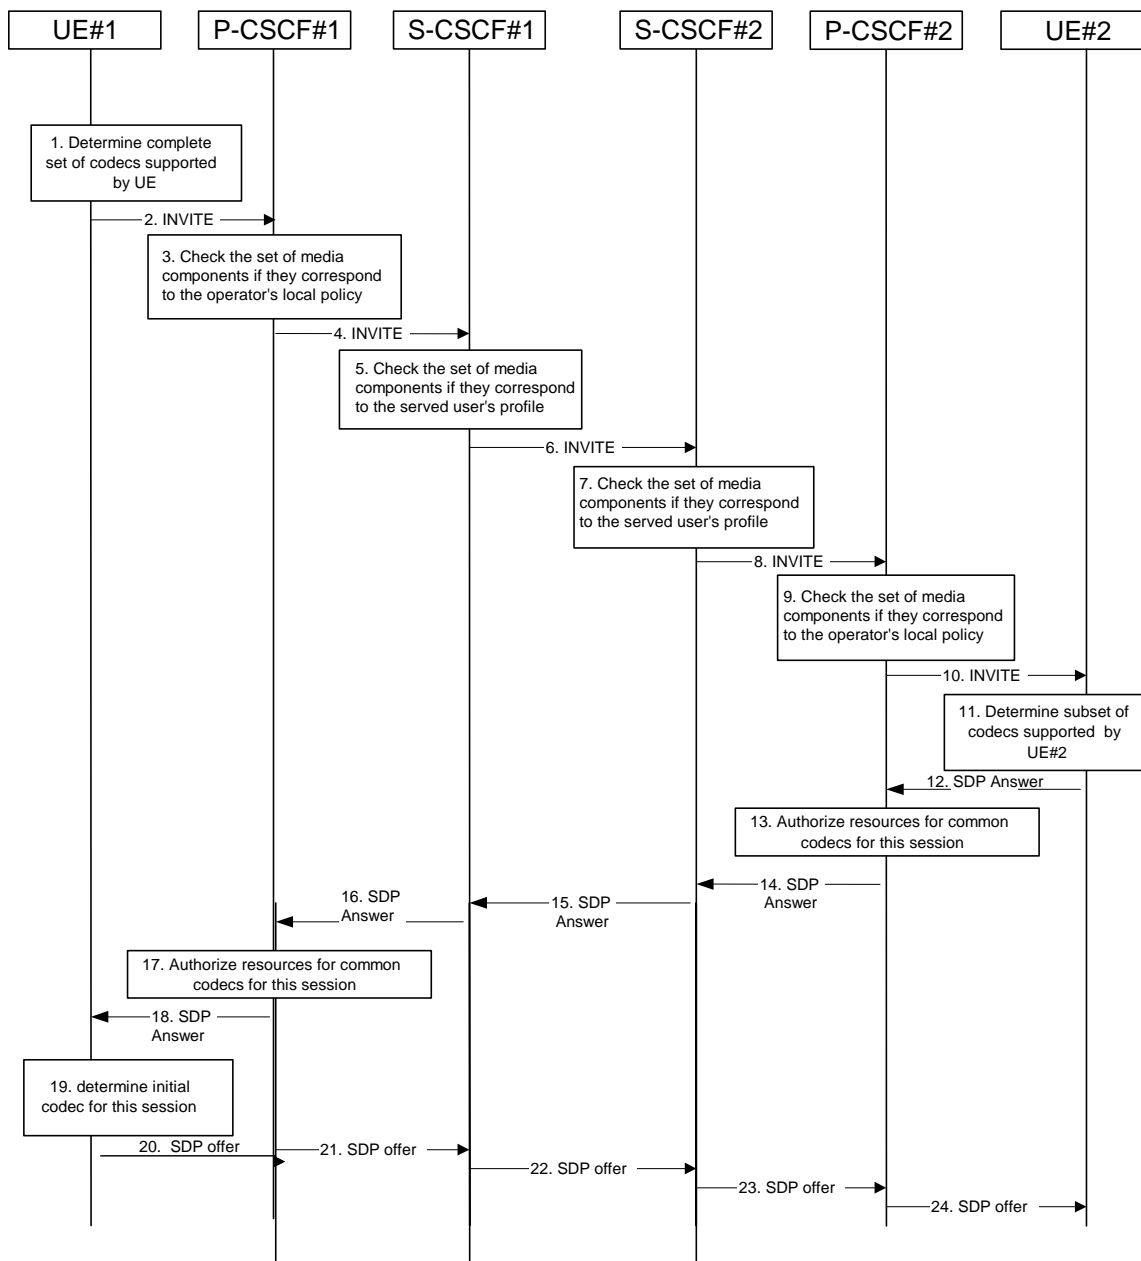 UE#1
P-CSCF#1
S-CSCF#1
S-CSCF#2
P-CSCF#2
UE#2
1. Determine complete
set of codecs supported
by UE
2. INVITE
3. Check the set of media
components if they correspond
to the operator's local policy
4. INVITE
5. Check the set of media
components if they correspond
to the served user's profile
6. INVITE
7. Check the set of media
components if they correspond
to the served user's profile
8. INVITE
9. Check the set of media
components if they correspond
to the operator's local policy
10. INVITE
11. Determine subset of
codecs supported by
UE#2
12. SDP Answer
13. Authorize resources for common
codecs for this session
14. SDP
Answer
15. SDP
Answer
16. SDP
Answer
17. Authorize resources for common
codecs for this session
18. SDP
Answer
19. determine initial
codec for this session
20. SDP offer
21. SDP offer
22. SDP offer
23. SDP offer
24. SDP offer